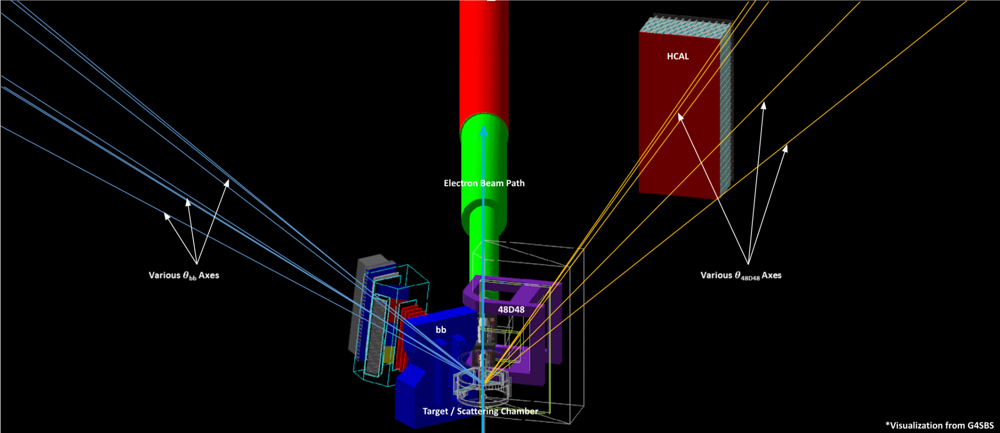 HCAL
Electron Beam Path
Various θbb Axes
Various θ48D48 Axes
48D48
bb
Target / Scattering Chamber
*Visualization from G4SBS